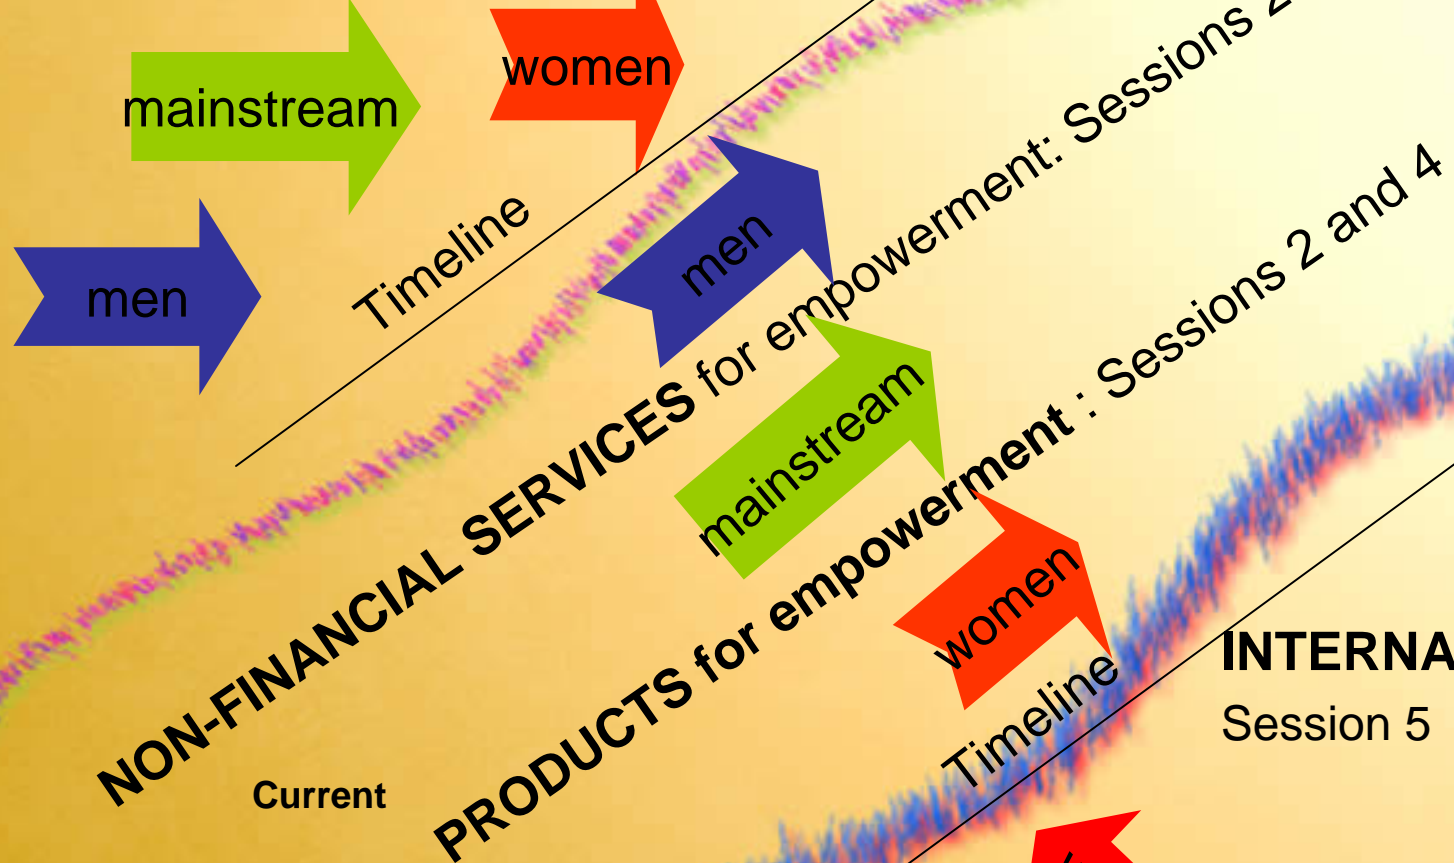 women
mainstream
men
Timeline
men
NON-FINANCIAL SERVICES for empowerment: Sessions 2
mainstream
PRODUCTS for empowerment : Sessions 2 and 4
women
Timeline
INTERNA
Session 5
Current